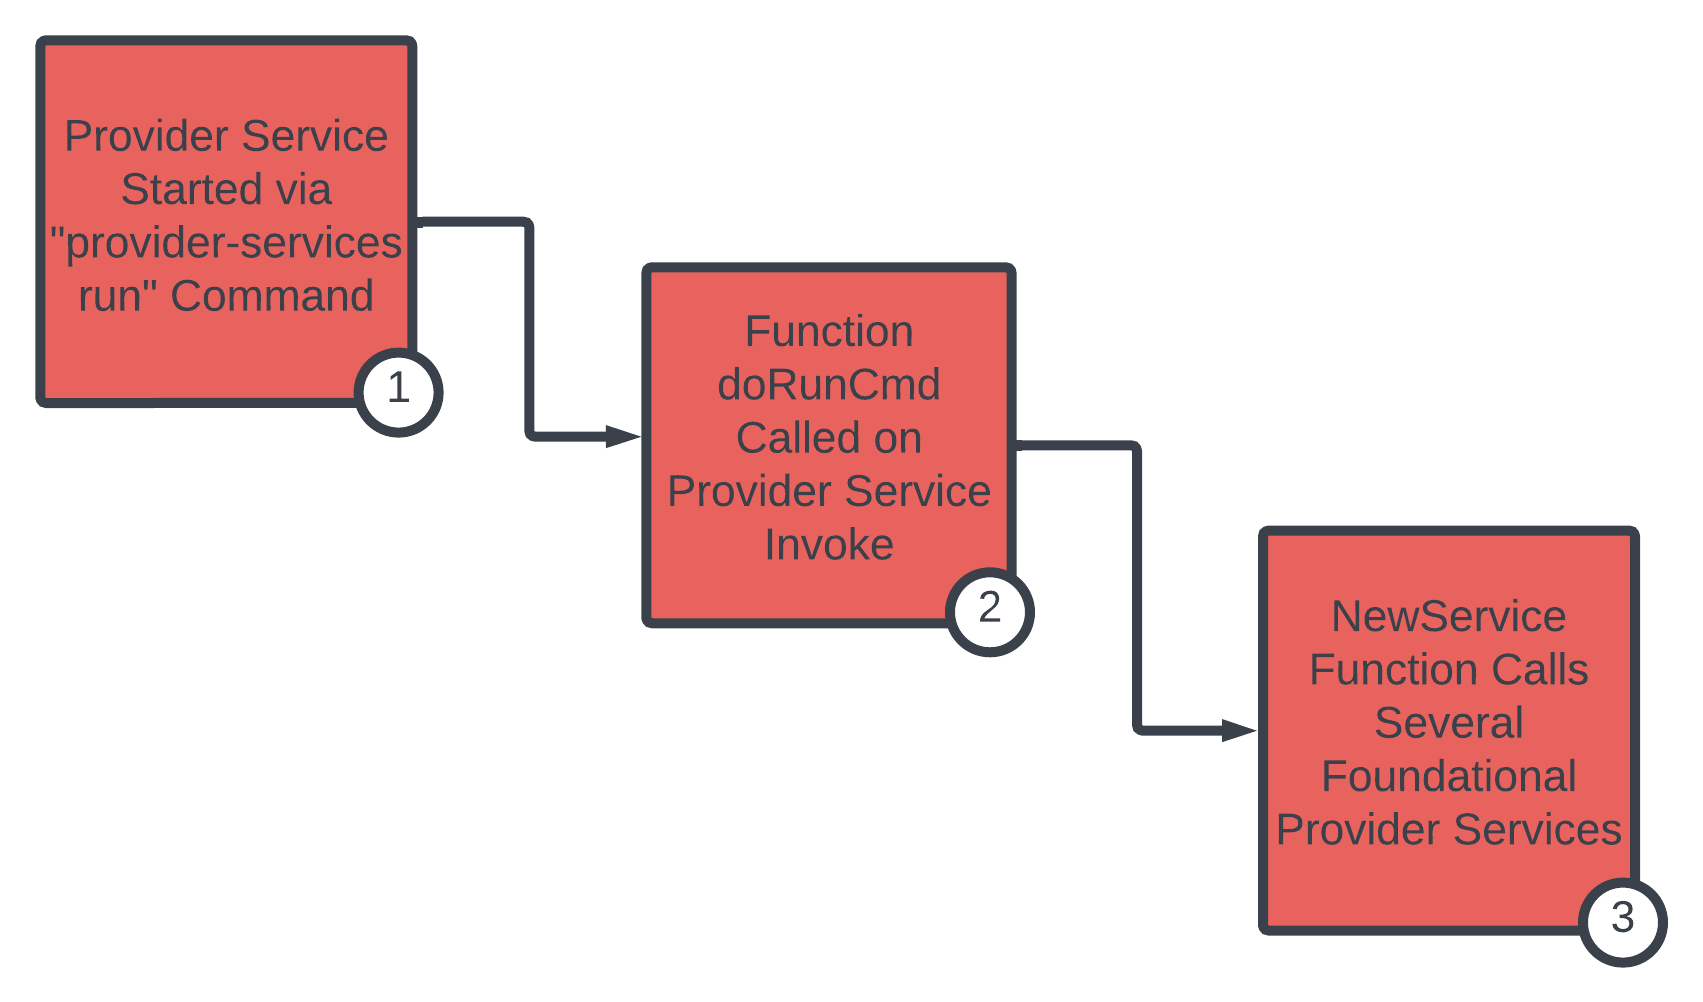 Provider Service
Started via
"provider-services
run" Command
1
Function
doRunCmd
Called on
Provider Service
Invoke
2
NewService
Function Calls
Several
Foundational
Provider Services
3